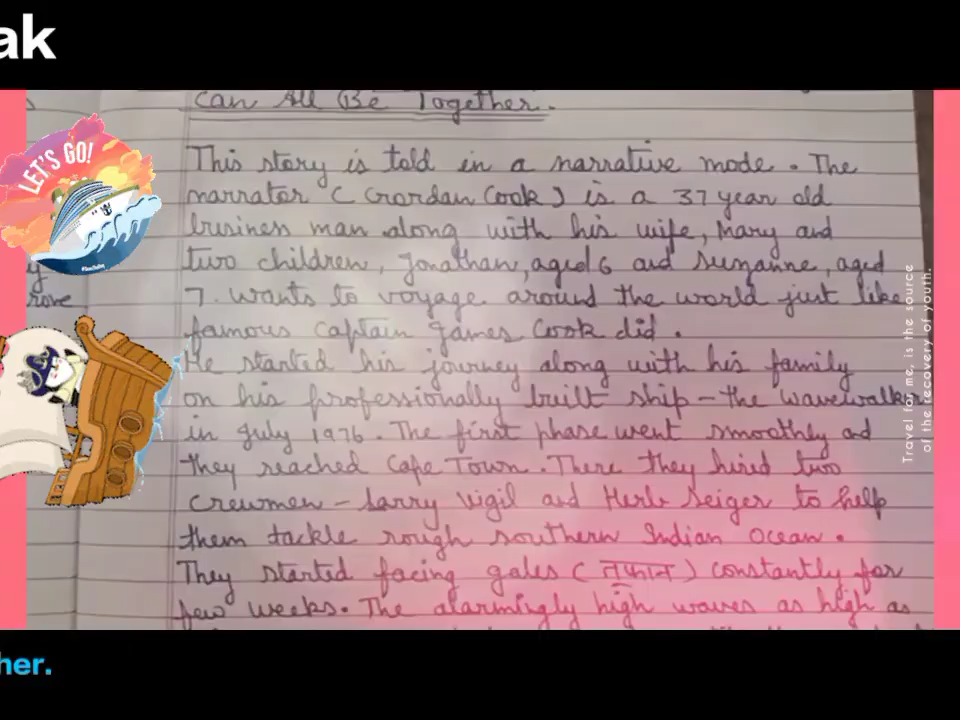 ak
Can All Be Together.
LET'S GO!
This story is told in a narrative mode. The
narrator (Gordan Cook) is a 37 year old
business man along with his wife, Mary and
two children, Jonathan, aged 6 and Suzanne, aged
7. wants to voyage around the world just like
rove
famous Captain James Cook did.
He started his journey along with his family
on his professionally built ship - the wavewalker
in July 1976. The first phase went smoothly and
they reached Cape Town. There they hired two
crewmen - Larry Vigil and Herb Seiger to help
them tackle rough southern Indian Ocean.
They started facing gales (तूफान) constantly for
few weeks. The alarmingly high waves as high as
Travel for me, is the source
of the recovery of youth.
her.